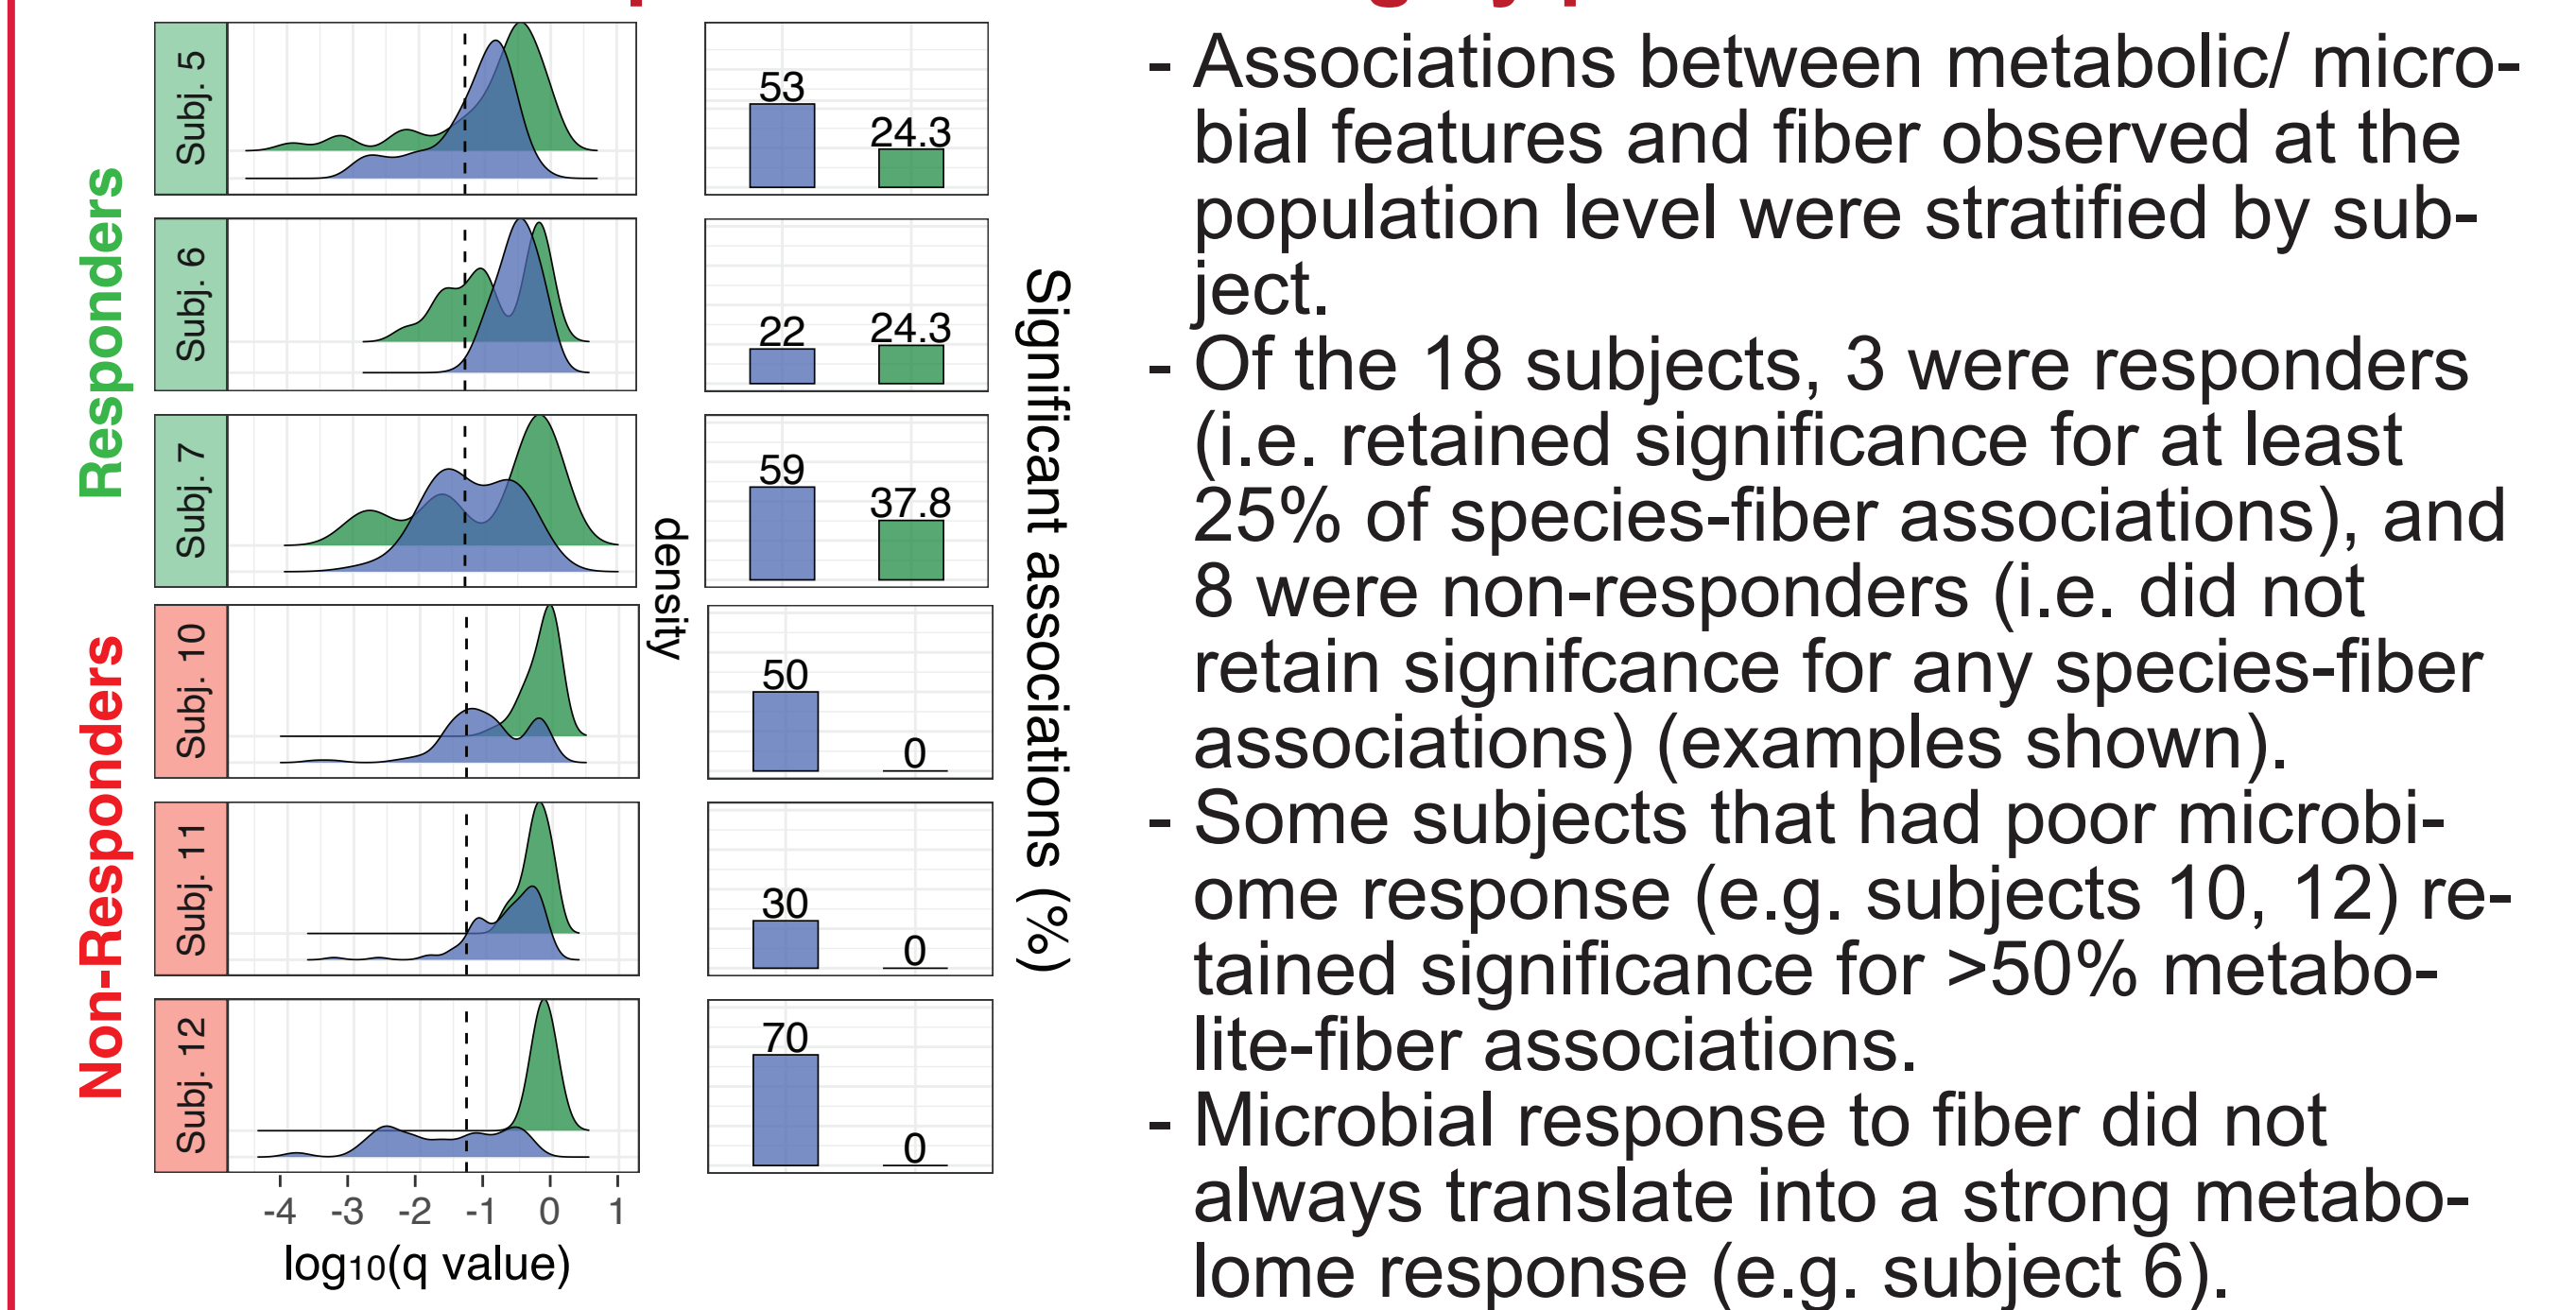 Responders
Non-Responders
Subj. 5
Subj. 6
Subj. 7
Subj. 10
Subj. 11
Subj. 12
-4 -3 -2 -1 0 1
log10(q value)
density
53 24.3
22 24.3
59 37.8
50 0
30 0
70 0
Significant associations (%)
- Associations between metabolic/ micro-
bial features and fiber observed at the
population level were stratified by sub-
ject.
- Of the 18 subjects, 3 were responders
(i.e. retained significance for at least
25% of species-fiber associations), and
8 were non-responders (i.e. did not
retain signifcance for any species-fiber
associations) (examples shown).
- Some subjects that had poor microbi-
ome response (e.g. subjects 10, 12) re-
tained significance for >50% metabo-
lite-fiber associations.
- Microbial response to fiber did not
always translate into a strong metabo-
lome response (e.g. subject 6).